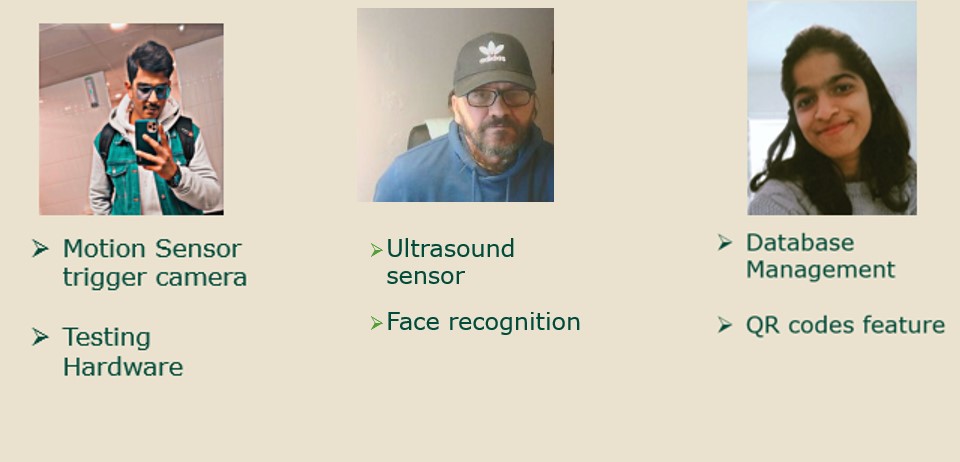 adidas
Motion Sensor
trigger camera
Testing
Hardware
Ultrasound
sensor
Face recognition
Database
Management
QR codes feature